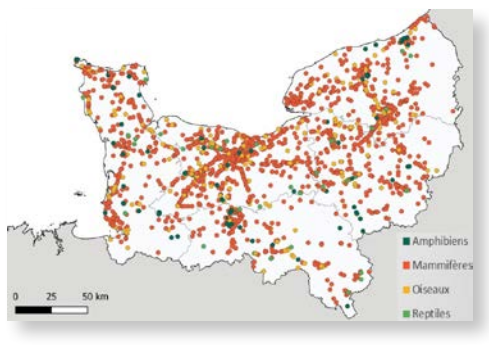 Amphibiens
Mammifères
Oiseaux
Reptiles
0 25 50 km